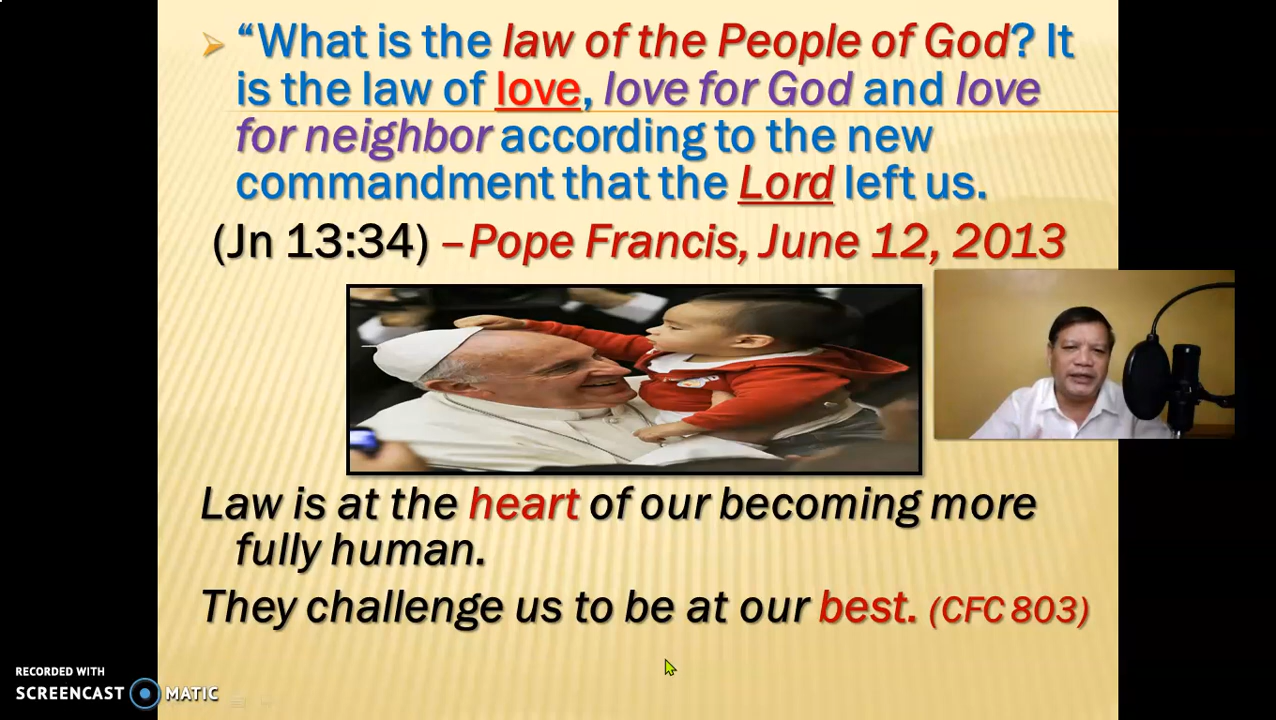 “What is the law of the People of God? It
is the law of love, love for God and love
for neighbor according to the new
commandment that the Lord left us.
(Jn 13:34) –Pope Francis, June 12, 2013
Law is at the heart of our becoming more
fully human.
They challenge us to be at our best. (CFC 803)
RECORDED WITH
SCREENCAST MATIC